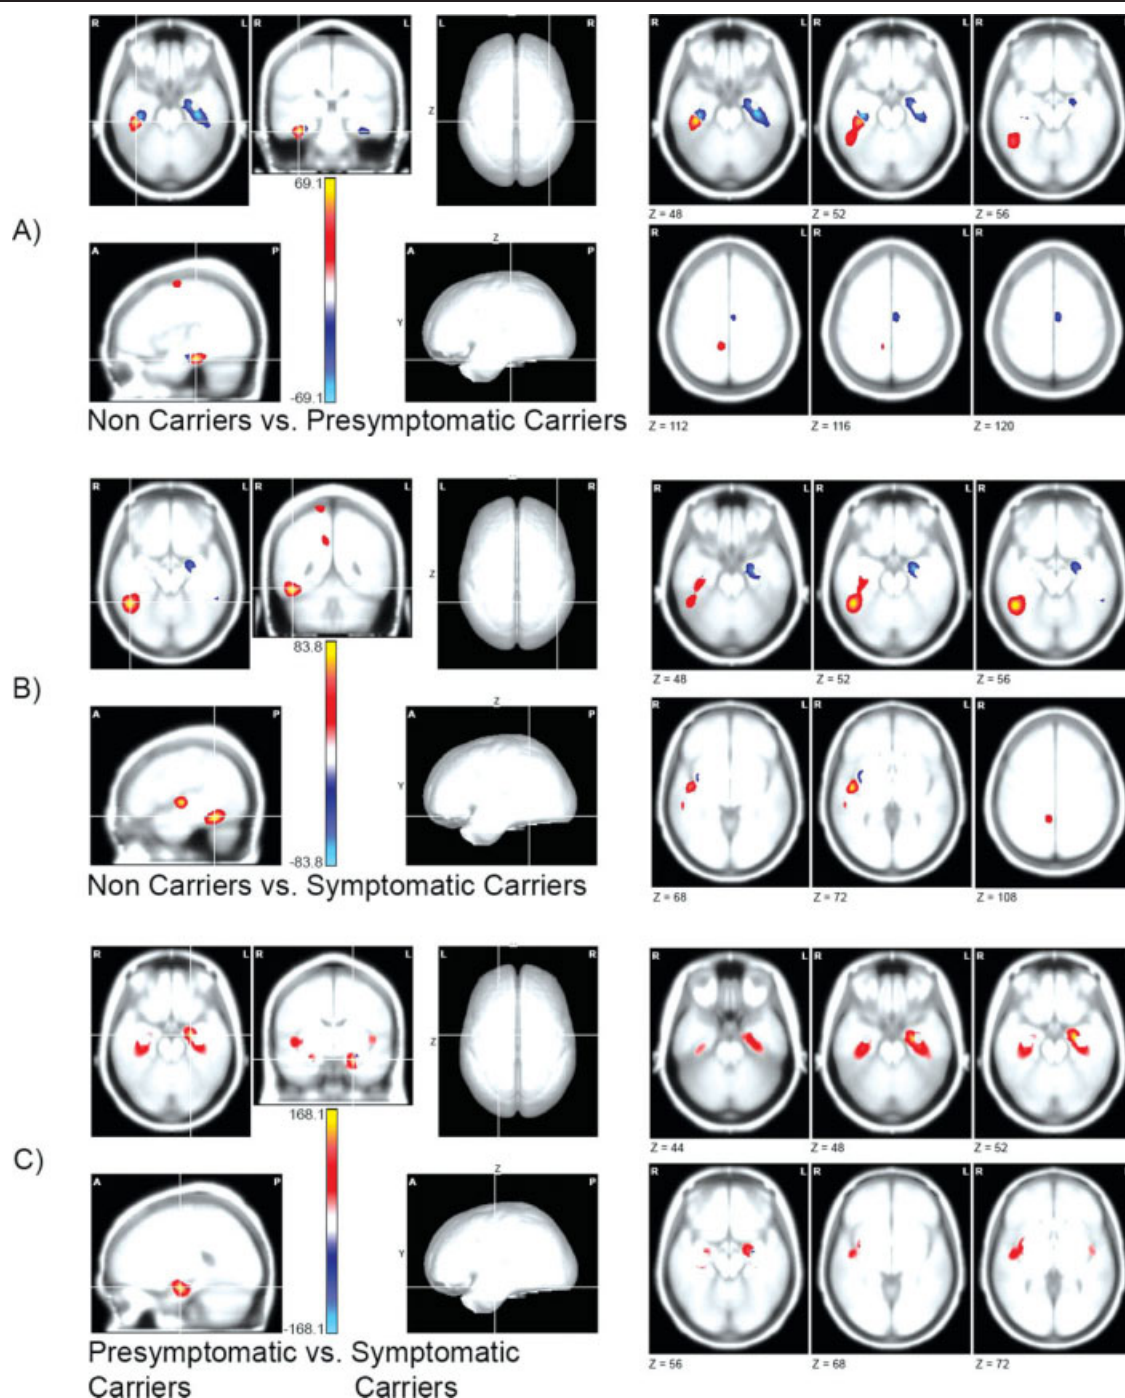 R L R L L R R L L L
Z
69.1
Z = 48 Z = 52 Z = 56
A)
A P Z R L R L R L
Y
-69.1
Non Carriers vs. Presymptomatic Carriers
Z = 112 Z = 116 Z = 120
R L R L L R R L L L
Z
83.8
Z = 48 Z = 52 Z = 56
B)
A P Z R L R L R L
Y
-83.8
Non Carriers vs. Symptomatic Carriers
Z = 68 Z = 72 Z = 108
R L R L L R R L R L R L
Z
168.1
Z = 44 Z = 48 Z = 52
C)
A P Z R L R L R L
Y
-168.1
Presymptomatic vs. Symptomatic
Carriers Carriers
Z = 56 Z = 68 Z = 72